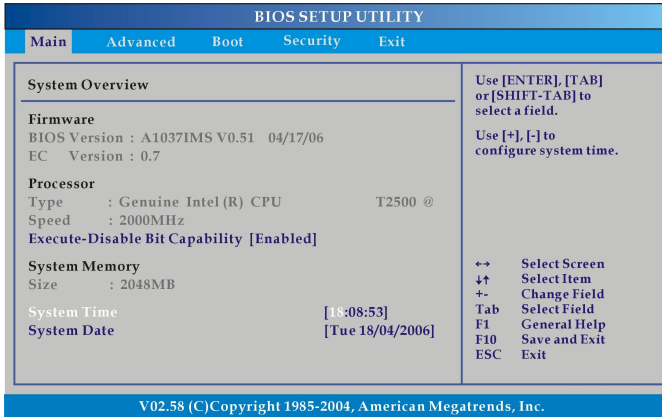 BIOS SETUP UTILITY
Main Advanced Boot Security Exit
System Overview
Firmware
BIOS Version : A1037IMS V0.51 04/17/06
EC Version : 0.7
Processor
Type : Genuine Intel (R) CPU T2500 @
Speed : 2000MHz
Execute-Disable Bit Capability [Enabled]
System Memory
Size : 2048MB
System Time [18:08:53]
System Date [Tue 18/04/2006]
Use [ENTER], [TAB]
or [SHIFT-TAB] to
select a field.
Use [+], [-] to
configure system time.
←→ Select Screen
↓↑ Select Item
+- Change Field
Tab Select Field
F1 General Help
F10 Save and Exit
ESC Exit
V02.58 (C)Copyright 1985-2004, American Megatrends, Inc.